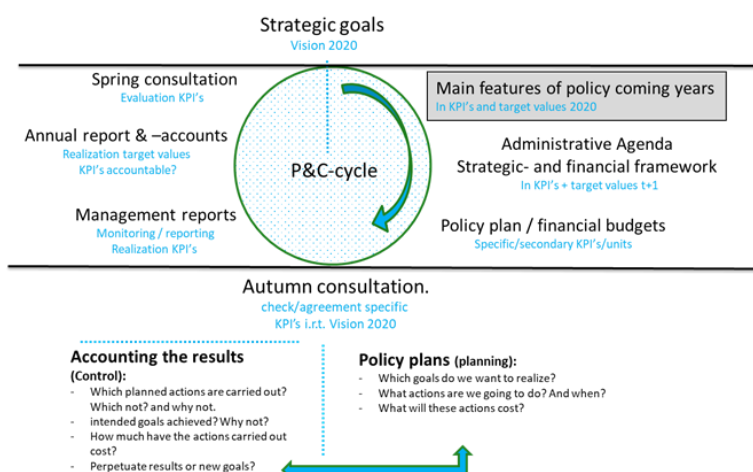 Strategic goals
Vision 2020
Spring consultation
Evaluation KPI's
Annual report & –accounts
Realization target values
KPI's accountable?
Management reports
Monitoring / reporting
Realization KPI's
P&C-cycle
Main features of policy coming years
In KPI's and target values 2020
Administrative Agenda
Strategic- and financial framework
In KPI's + target values t+1
Policy plan / financial budgets
Specific/secondary KPI's/units
Autumn consultation.
check/agreement specific
KPI's i.r.t. Vision 2020
Accounting the results
(Control):
- Which planned actions are carried out?
Which not? and why not.
- intended goals achieved? Why not?
- How much have the actions carried out
cost?
- Perpetuate results or new goals?
Policy plans (planning):
- Which goals do we want to realize?
- What actions are we going to do? And when?
- What will these actions cost?